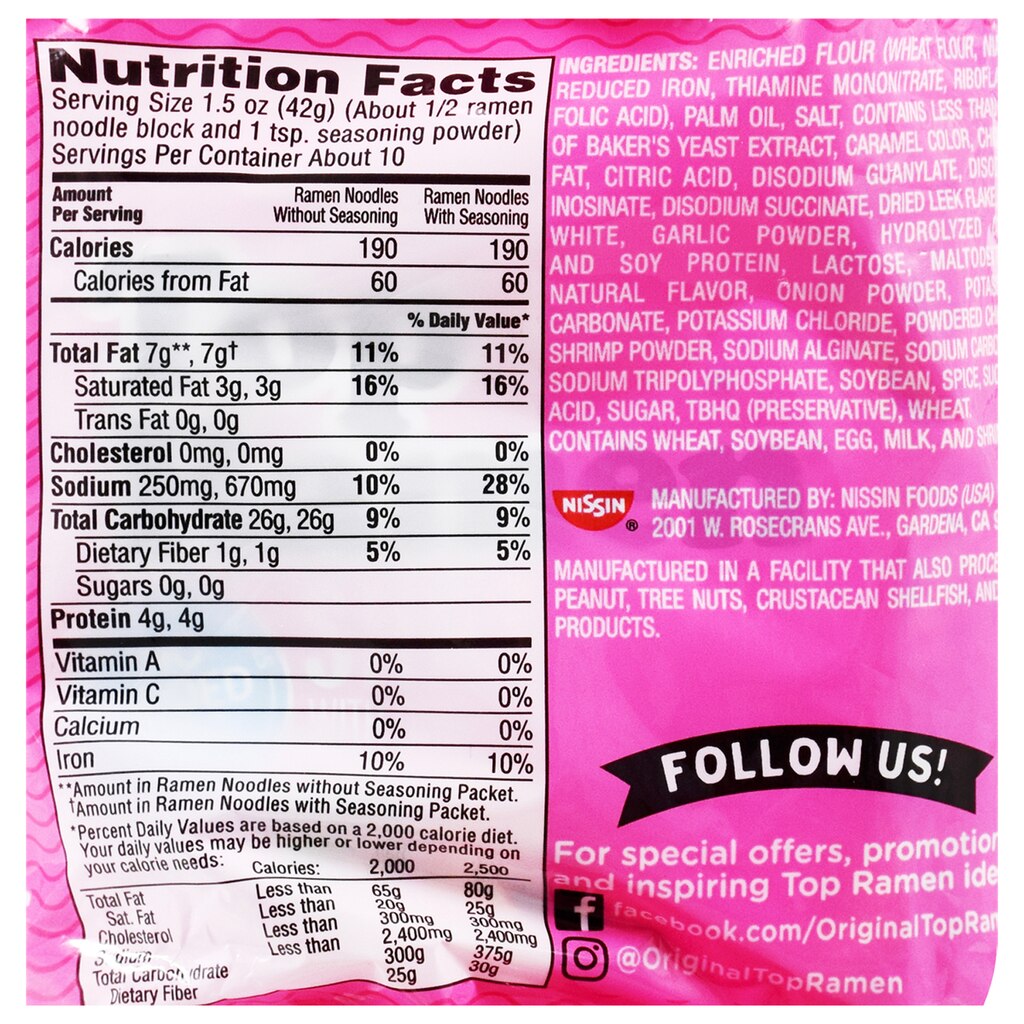 Nutrition Facts
Serving Size 1.5 oz (42g) (About 1/2 ramen
noodle block and 1 tsp. seasoning powder)
Servings Per Container About 10
Amount Per Serving Ramen Noodles Without Seasoning Ramen Noodles With Seasoning
Calories 190 190
Calories from Fat 60 60
% Daily Value*
Total Fat 7g**, 7g† 11% 11%
Saturated Fat 3g, 3g 16% 16%
Trans Fat 0g, 0g
Cholesterol 0mg, 0mg 0% 0%
Sodium 250mg, 670mg 10% 28%
Total Carbohydrate 26g, 26g 9% 9%
Dietary Fiber 1g, 1g 5% 5%
Sugars 0g, 0g
Protein 4g, 4g
Vitamin A 0% 0%
Vitamin C 0% 0%
Calcium 0% 0%
Iron 10% 10%
**Amount in Ramen Noodles without Seasoning Packet.
†Amount in Ramen Noodles with Seasoning Packet.
*Percent Daily Values are based on a 2,000 calorie diet.
Your daily values may be higher or lower depending on
your calorie needs:
Calories: 2,000 2,500
Total Fat Less than 65g 80g
Sat. Fat Less than 20g 25g
Cholesterol Less than 300mg 300mg
Sodium Less than 2,400mg 2,400mg
Total Carbohydrate 300g 375g
Dietary Fiber 25g 30g
INGREDIENTS: ENRICHED FLOUR (WHEAT FLOUR,
REDUCED IRON, THIAMINE MONONITRATE,
FOLIC ACID), PALM OIL, SALT, CONTAINS LESS
OF BAKER'S YEAST EXTRACT, CARAMEL COLOR,
FAT, CITRIC ACID, DISODIUM GUANYLATE,
INOSINATE, DISODIUM SUCCINATE, DRIED LEEK
WHITE, GARLIC POWDER, HYDROLYZED
AND SOY PROTEIN, LACTOSE,
NATURAL FLAVOR, ONION POWDER,
CARBONATE, POTASSIUM CHLORIDE, POWDERED
SHRIMP POWDER, SODIUM ALGINATE, SODIUM
SODIUM TRIPOLYPHOSPHATE, SOYBEAN, SPICE,
ACID, SUGAR, TBHQ (PRESERVATIVE), WHEAT.
CONTAINS WHEAT, SOYBEAN, EGG, MILK, AND
NISSIN ®
MANUFACTURED BY: NISSIN FOODS (USA)
2001 W. ROSECRANS AVE., GARDENA, CA
MANUFACTURED IN A FACILITY THAT ALSO
PEANUT, TREE NUTS, CRUSTACEAN SHELLFISH, AND
PRODUCTS.
FOLLOW US!
For special offers,
and inspiring Top Ramen
facebook.com/OriginalTopRam
@OriginalTopRamen